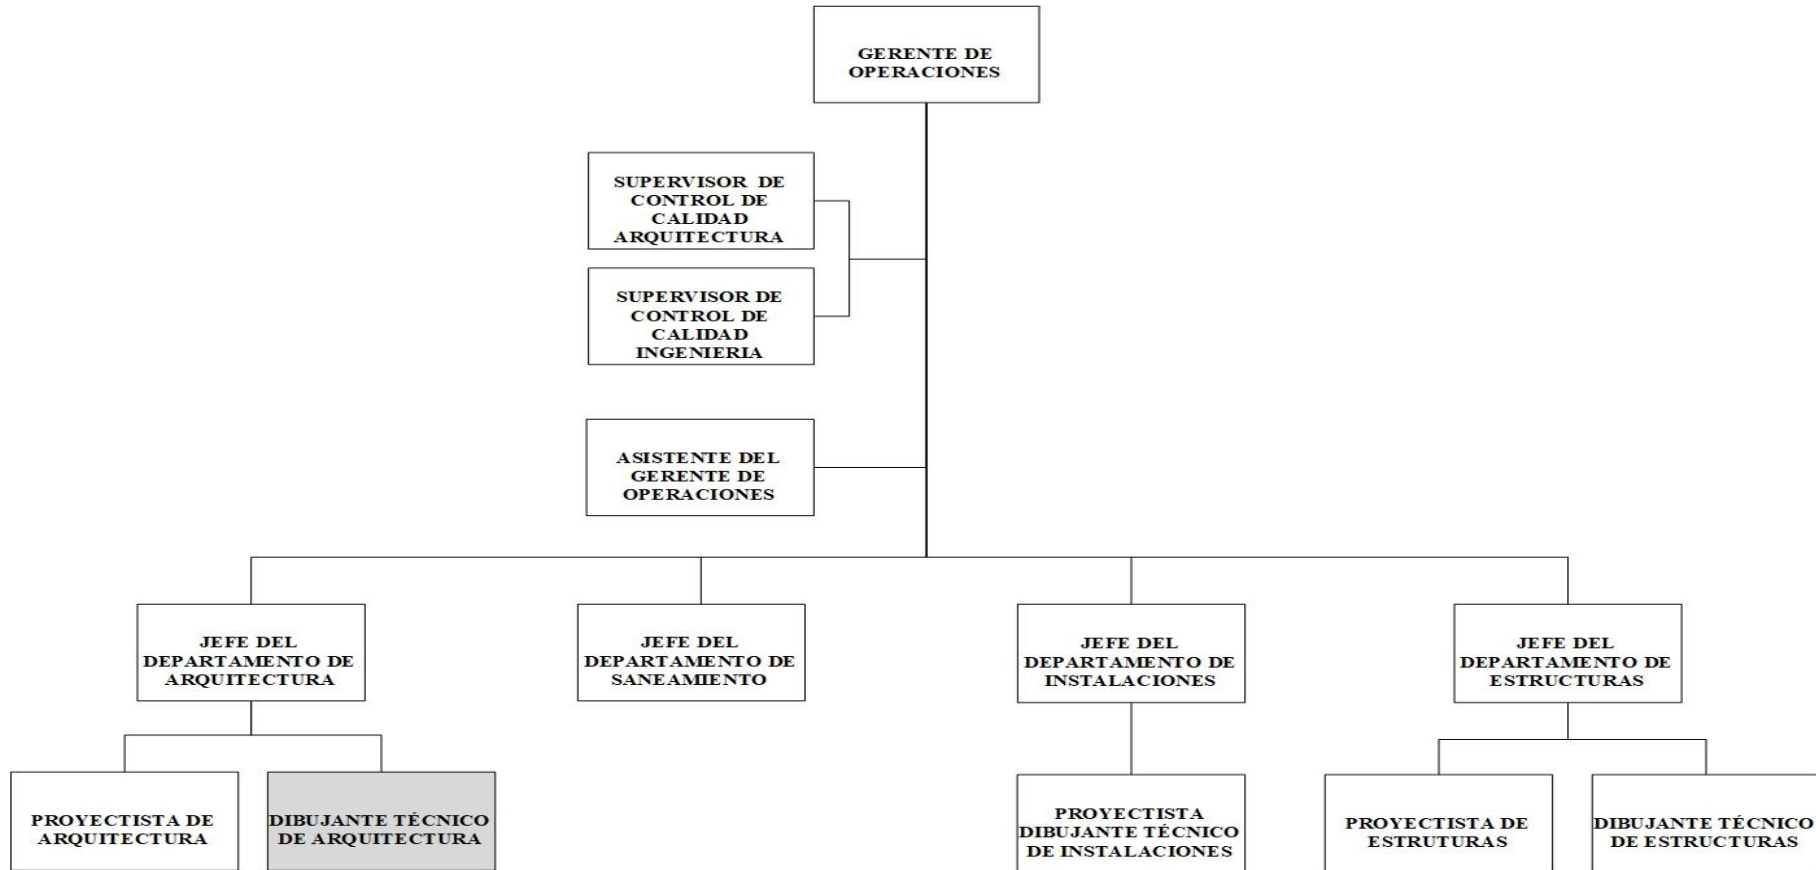 GERENTE DE
OPERACIONES
SUPERVISOR DE
CONTROL DE
CALIDAD
ARQUITECTURA
SUPERVISOR DE
CONTROL DE
CALIDAD
INGENIERIA
ASISTENTE DEL
GERENTE DE
OPERACIONES
JEFE DEL
DEPARTAMENTO DE
ARQUITECTURA
JEFE DEL
DEPARTAMENTO DE
SANEAMIENTO
JEFE DEL
DEPARTAMENTO DE
INSTALACIONES
JEFE DEL
DEPARTAMENTO DE
ESTRUCTURAS
PROYECTISTA DE
ARQUITECTURA
DIBUJANTE TÉCNICO
DE ARQUITECTURA
PROYECTISTA
DIBUJANTE TÉCNICO
DE INSTALACIONES
PROYECTISTA DE
ESTRUTURAS
DIBUJANTE TÉCNICO
DE ESTRUCTURAS